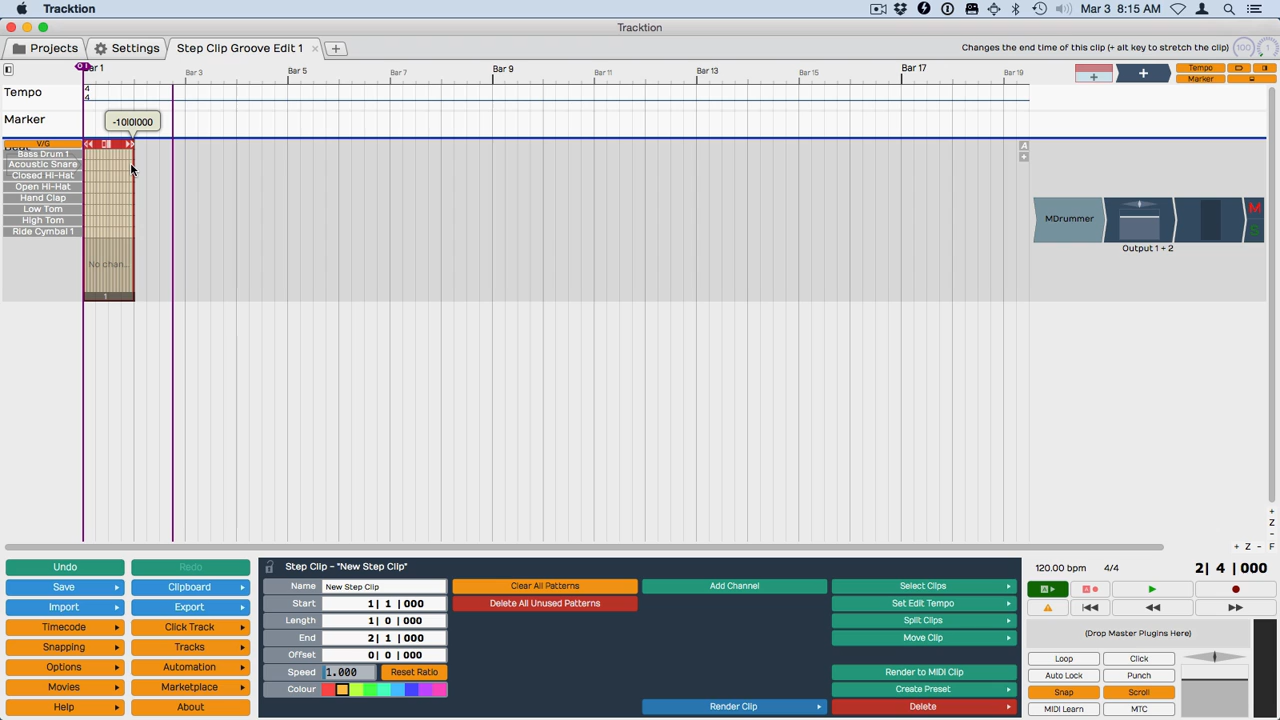 Tracktion
Mar 3 8:15 AM
Tracktion
Projects
Settings
Step Clip Groove Edit 1
Changes the end time of this clip (+ alt key to stretch the clip)
100
1
Bar 1
Bar 3
Bar 5
Bar 7
Bar 9
Bar 11
Bar 13
Bar 15
Bar 17
Bar 19
Tempo
Marker
Tempo
4
4
Marker
-10|0|000
V/G
Bass Drum 1
Acoustic Snare
Closed Hi-Hat
Open Hi-Hat
Hand Clap
Low Tom
High Tom
Ride Cymbal 1
No chan...
1
A
MDrummer
M
S
Output 1 + 2
+
Z
-
+ Z - F
Undo
Redo
Save
Clipboard
Import
Export
Timecode
Click Track
Snapping
Tracks
Options
Automation
Movies
Marketplace
Help
About
Step Clip - "New Step Clip"
Name
New Step Clip
Start
1| 1 | 000
Length
1| 0 | 000
End
2| 1 | 000
Offset
0| 0 | 000
Speed
1.000
Reset Ratio
Colour
Clear All Patterns
Delete All Unused Patterns
Add Channel
Render Clip
Select Clips
Set Edit Tempo
Split Clips
Move Clip
Render to MIDI Clip
Create Preset
Delete
120.00 bpm
4/4
2| 4 | 000
A
(Drop Master Plugins Here)
Loop
Click
Auto Lock
Punch
Snap
Scroll
MIDI Learn
MTC